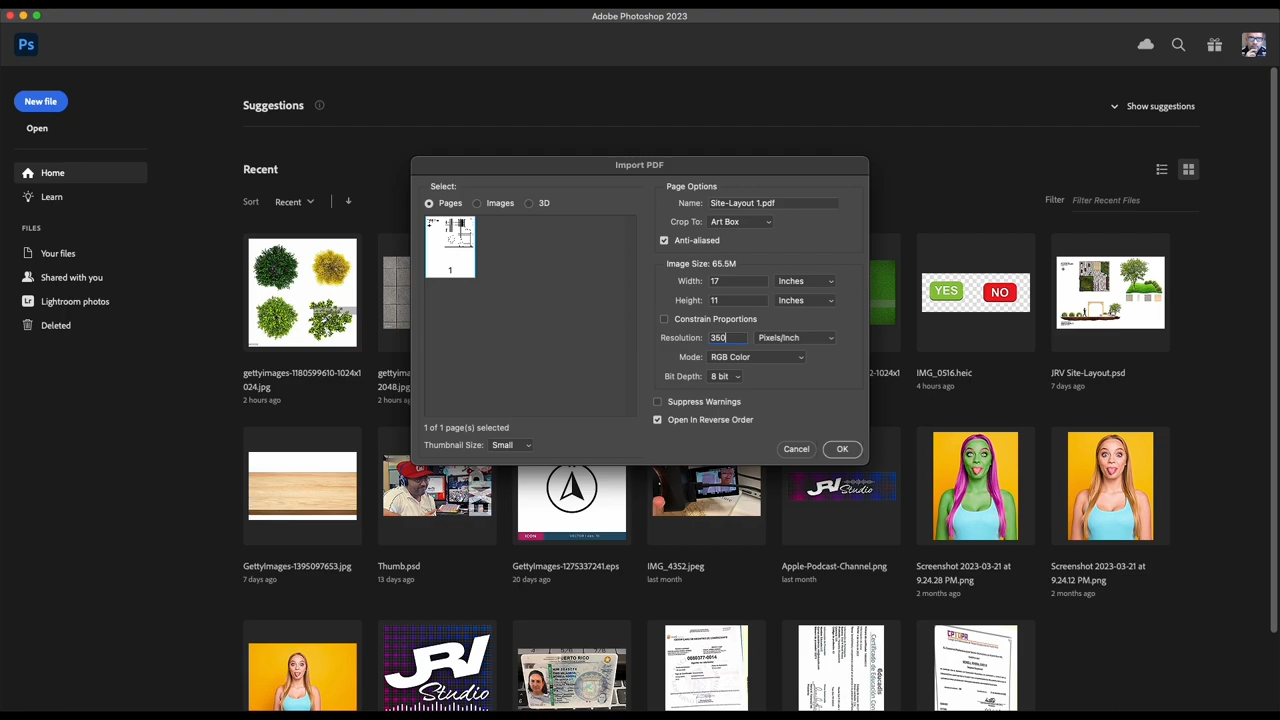 Adobe Photoshop 2023
Ps
New file
Open
Home
Learn
FILES
Your files
Shared with you
Lr Lightroom photos
Deleted
Suggestions
Show suggestions
Recent
Sort Recent
Filter Filter Recent Files
Import PDF
Select:
Pages Images 3D
1
1 of 1 page(s) selected
Thumbnail Size: Small
Page Options
Name: Site-Layout 1.pdf
Crop To: Art Box
Anti-aliased
Image Size: 65.5M
Width: 17 Inches
Height: 11 Inches
Constrain Proportions
Resolution: 350 Pixels/Inch
Mode: RGB Color
Bit Depth: 8 bit
Suppress Warnings
Open In Reverse Order
Cancel OK
YES NO
gettyimages-1180599610-1024x1
024.jpg
2 hours ago
IMG_0516.heic
4 hours ago
JRV Site-Layout.psd
7 days ago
GettyImages-1395097653.jpg
7 days ago
Thumb.psd
13 days ago
GettyImages-1275337241.eps
20 days ago
IMG_4352.jpeg
last month
Apple-Podcast-Channel.png
last month
Screenshot 2023-03-21 at
9.24.28 PM.png
2 months ago
Screenshot 2023-03-21 at
9.24.12 PM.png
2 months ago
JRV
Studio